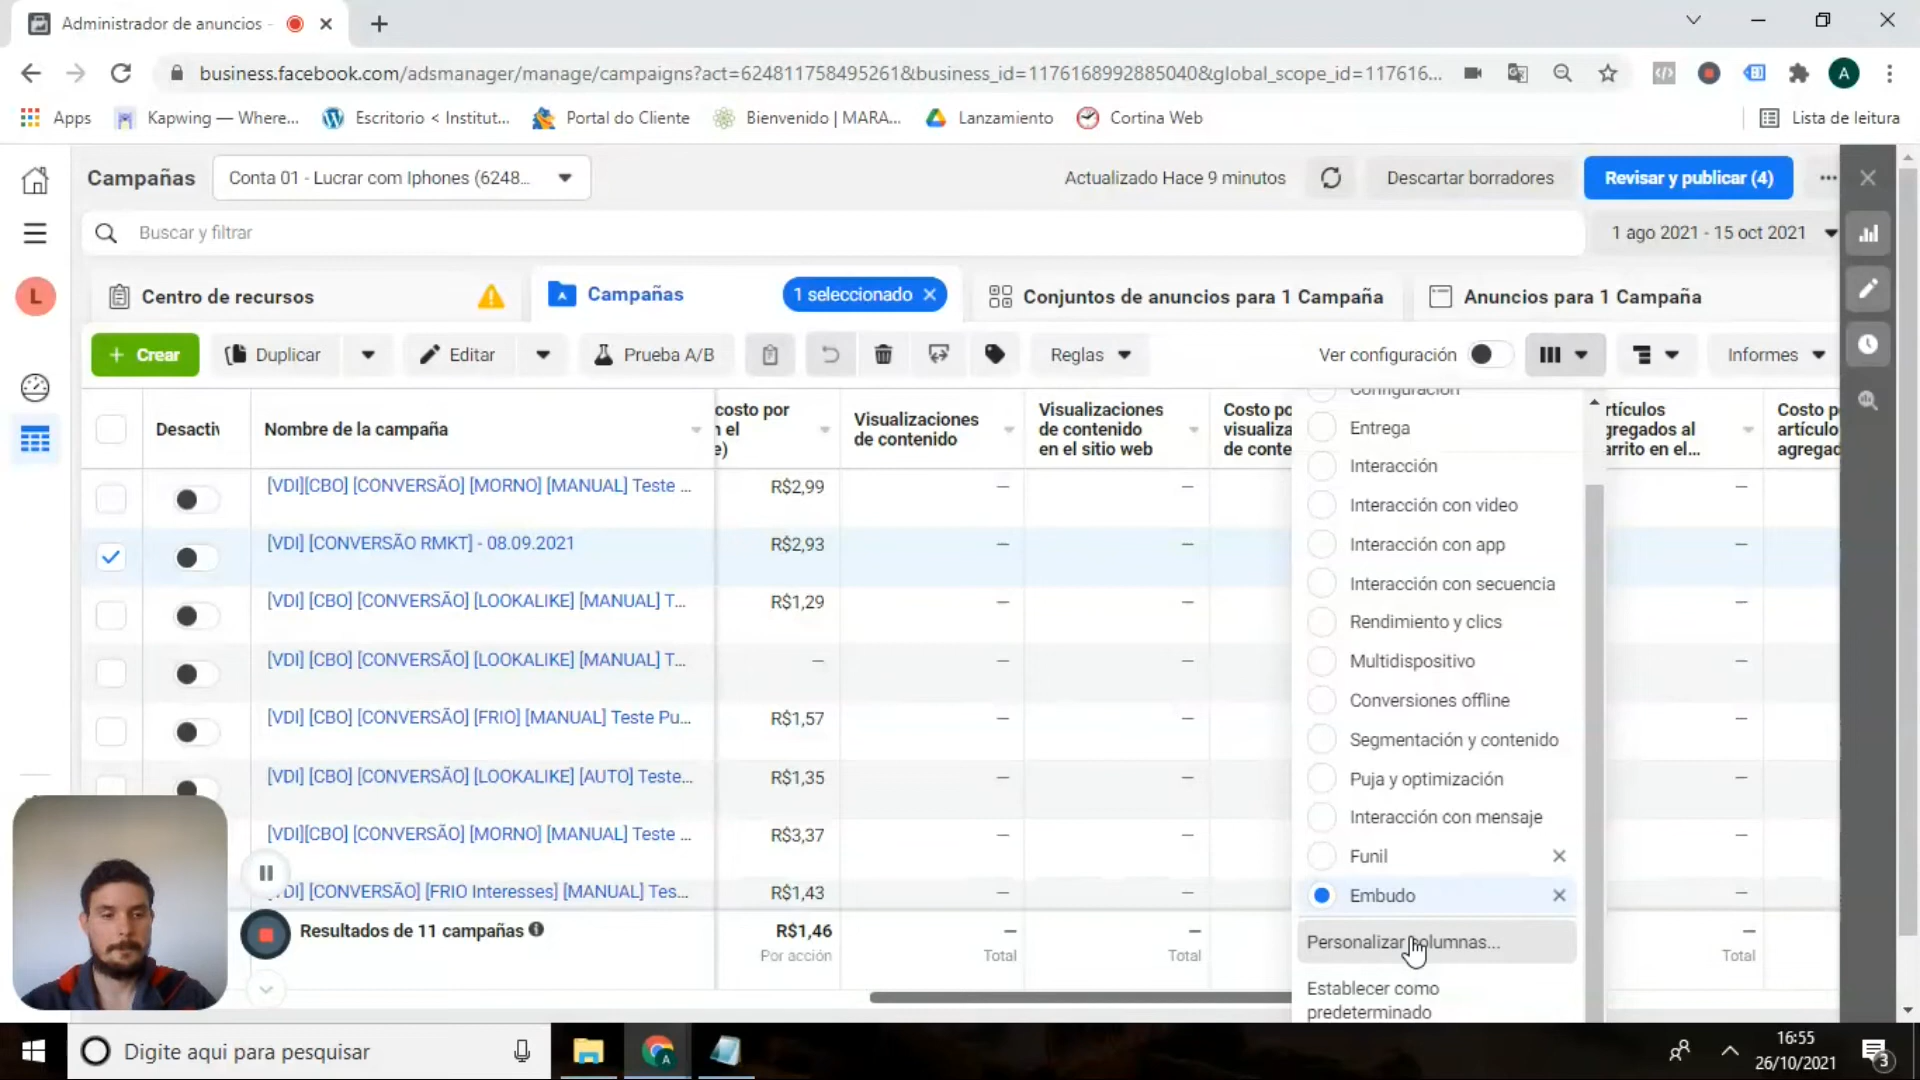 Administrador de anuncios -
business.facebook.com/adsmanager/manage/campaigns?act=624811758495261&business_id=1176168992885040&global_scope_id=117616...
A
Apps
Kapwing — Where...
Escritorio < Institut...
Portal do Cliente
Bienvenido | MARA...
Lanzamiento
Cortina Web
Lista de leitura
Campañas
Conta 01 - Lucrar com Iphones (6248...
Actualizado Hace 9 minutos
Descartar borradores
Revisar y publicar (4)
Buscar y filtrar
1 ago 2021 - 15 oct 2021
L
Centro de recursos
Campañas
1 seleccionado
Conjuntos de anuncios para 1 Campaña
Anuncios para 1 Campaña
+ Crear
Duplicar
Editar
Prueba A/B
Reglas
Ver configuración
Informes
Desactiv
Nombre de la campaña
costo por
n el
e)
Visualizaciones
de contenido
Visualizaciones
de contenido
en el sitio web
Costo po
visualiza
de conte
rtículos
gregados al
arrito en el...
Costo p
artículo
agregad
[VDI][CBO] [CONVERSÃO] [MORNO] [MANUAL] Teste ...
R$2,99
—
—
—
[VDI] [CONVERSÃO RMKT] - 08.09.2021
R$2,93
—
—
—
[VDI] [CBO] [CONVERSÃO] [LOOKALIKE] [MANUAL] T...
R$1,29
—
—
—
[VDI] [CBO] [CONVERSÃO] [LOOKALIKE] [MANUAL] T...
—
—
—
—
[VDI] [CBO] [CONVERSÃO] [FRIO] [MANUAL] Teste Pu...
R$1,57
—
—
—
[VDI] [CBO] [CONVERSÃO] [LOOKALIKE] [AUTO] Teste...
R$1,35
—
—
—
[VDI][CBO] [CONVERSÃO] [MORNO] [MANUAL] Teste ...
R$3,37
—
—
—
VDI] [CONVERSÃO] [FRIO Interesses] [MANUAL] Tes...
R$1,43
—
—
—
Resultados de 11 campañas
R$1,46
Por acción
—
Total
—
Total
—
Total
Configuración
Entrega
Interacción
Interacción con video
Interacción con app
Interacción con secuencia
Rendimiento y clics
Multidispositivo
Conversiones offline
Segmentación y contenido
Puja y optimización
Interacción con mensaje
Funil
Embudo
Personalizar columnas...
Establecer como
predeterminado
Digite aqui para pesquisar
16:55
26/10/2021
3